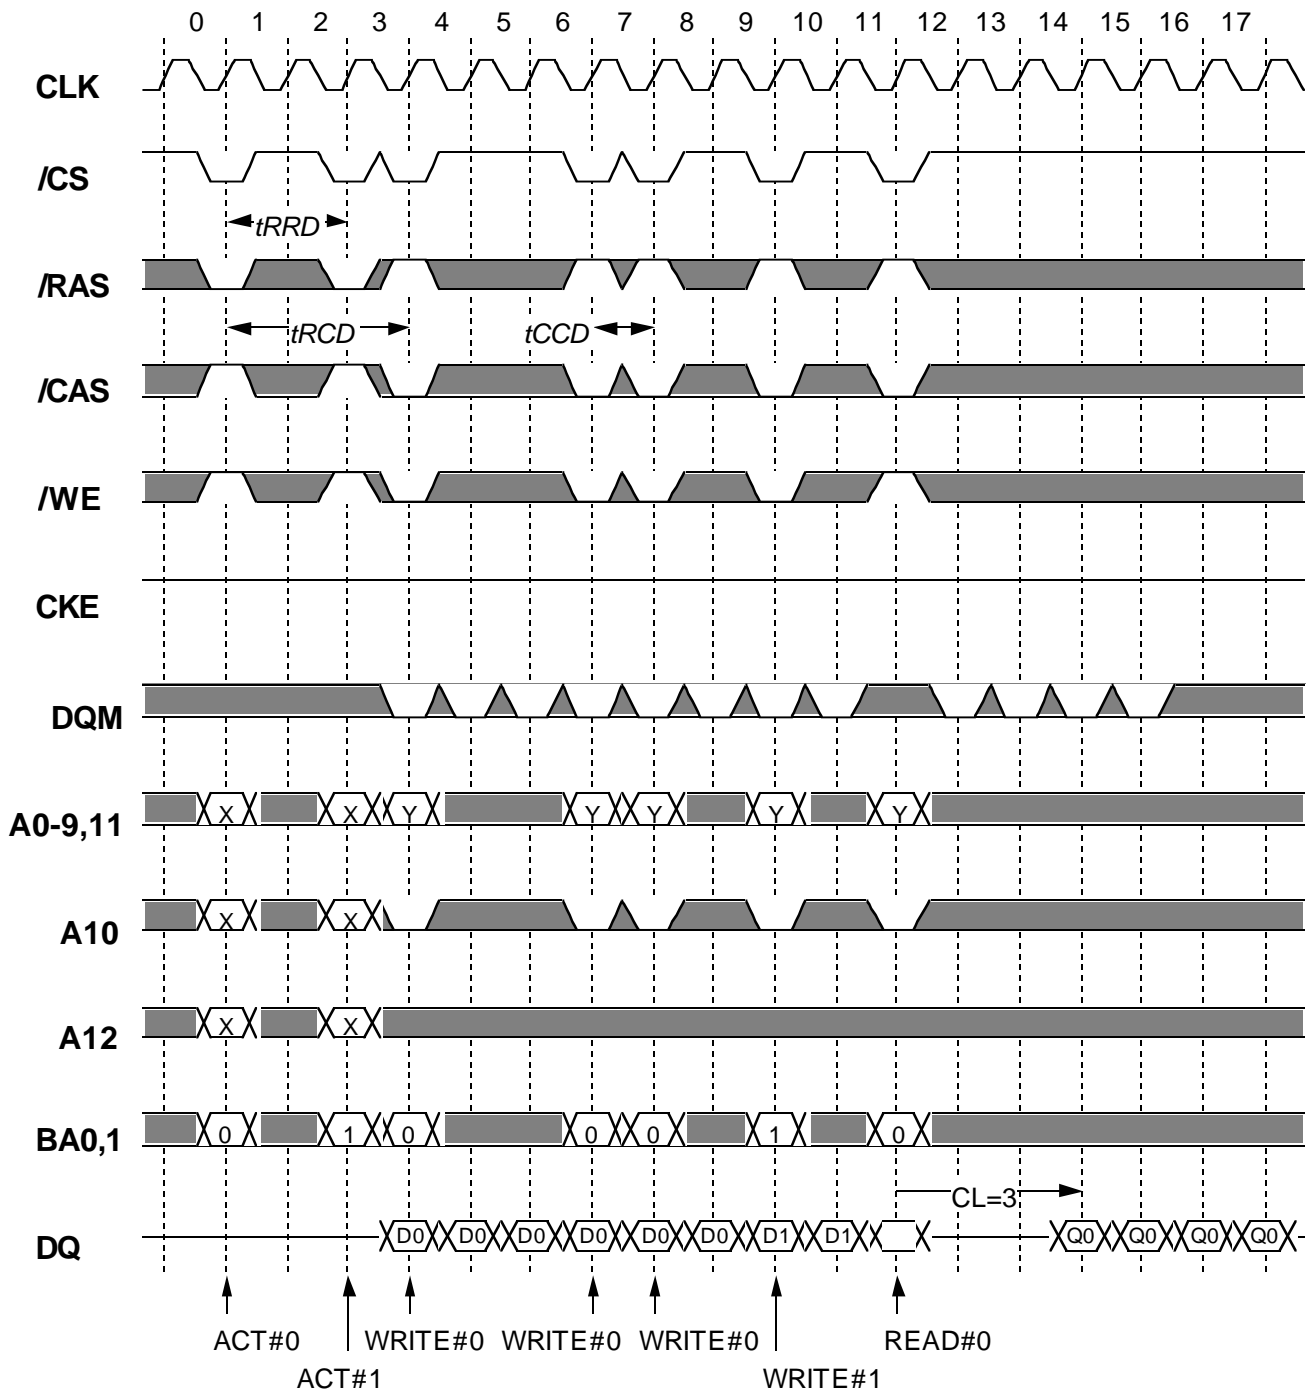 0 1 2 3 4 5 6 7 8 9 10 11 12 13 14 15 16 17
CLK
/CS
tRRD
/RAS
tRCD tCCD
/CAS
/WE
CKE
DQM
A0-9,11 X X Y Y Y Y Y
A10 X X
A12 X X
BA0,1 0 1 0 0 0 1 0
CL=3
DQ D0 D0 D0 D0 D0 D0 D1 D1 Q0 Q0 Q0 Q0
ACT#0 WRITE#0 WRITE#0 WRITE#0 READ#0
ACT#1 WRITE#1